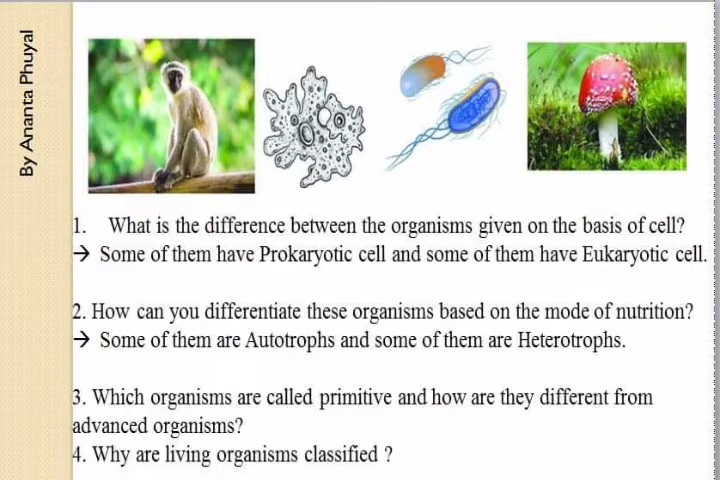 By Ananta Phuyal
1. What is the difference between the organisms given on the basis of cell?
→ Some of them have Prokaryotic cell and some of them have Eukaryotic cell.
2. How can you differentiate these organisms based on the mode of nutrition?
→ Some of them are Autotrophs and some of them are Heterotrophs.
3. Which organisms are called primitive and how are they different from
advanced organisms?
4. Why are living organisms classified ?